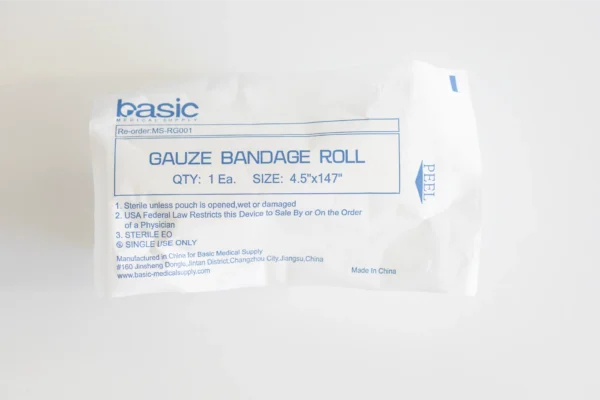 basic
MEDICAL SUPPLY
Re-order:MS-RG001
GAUZE BANDAGE ROLL
QTY: 1 Ea. SIZE: 4.5"x147"
1. Sterile unless pouch is opened,wet or damaged
2. USA Federal Law Restricts this Device to Sale By or On the Order
of a Physician
3. STERILE EO
② SINGLE USE ONLY
Manufactured in China for Basic Medical Supply
#160 Jinsheng Donglu,Jintan District,Changzhou City,Jiangsu,China
www.basic-medicalsupply.com
Made In China
PEEL